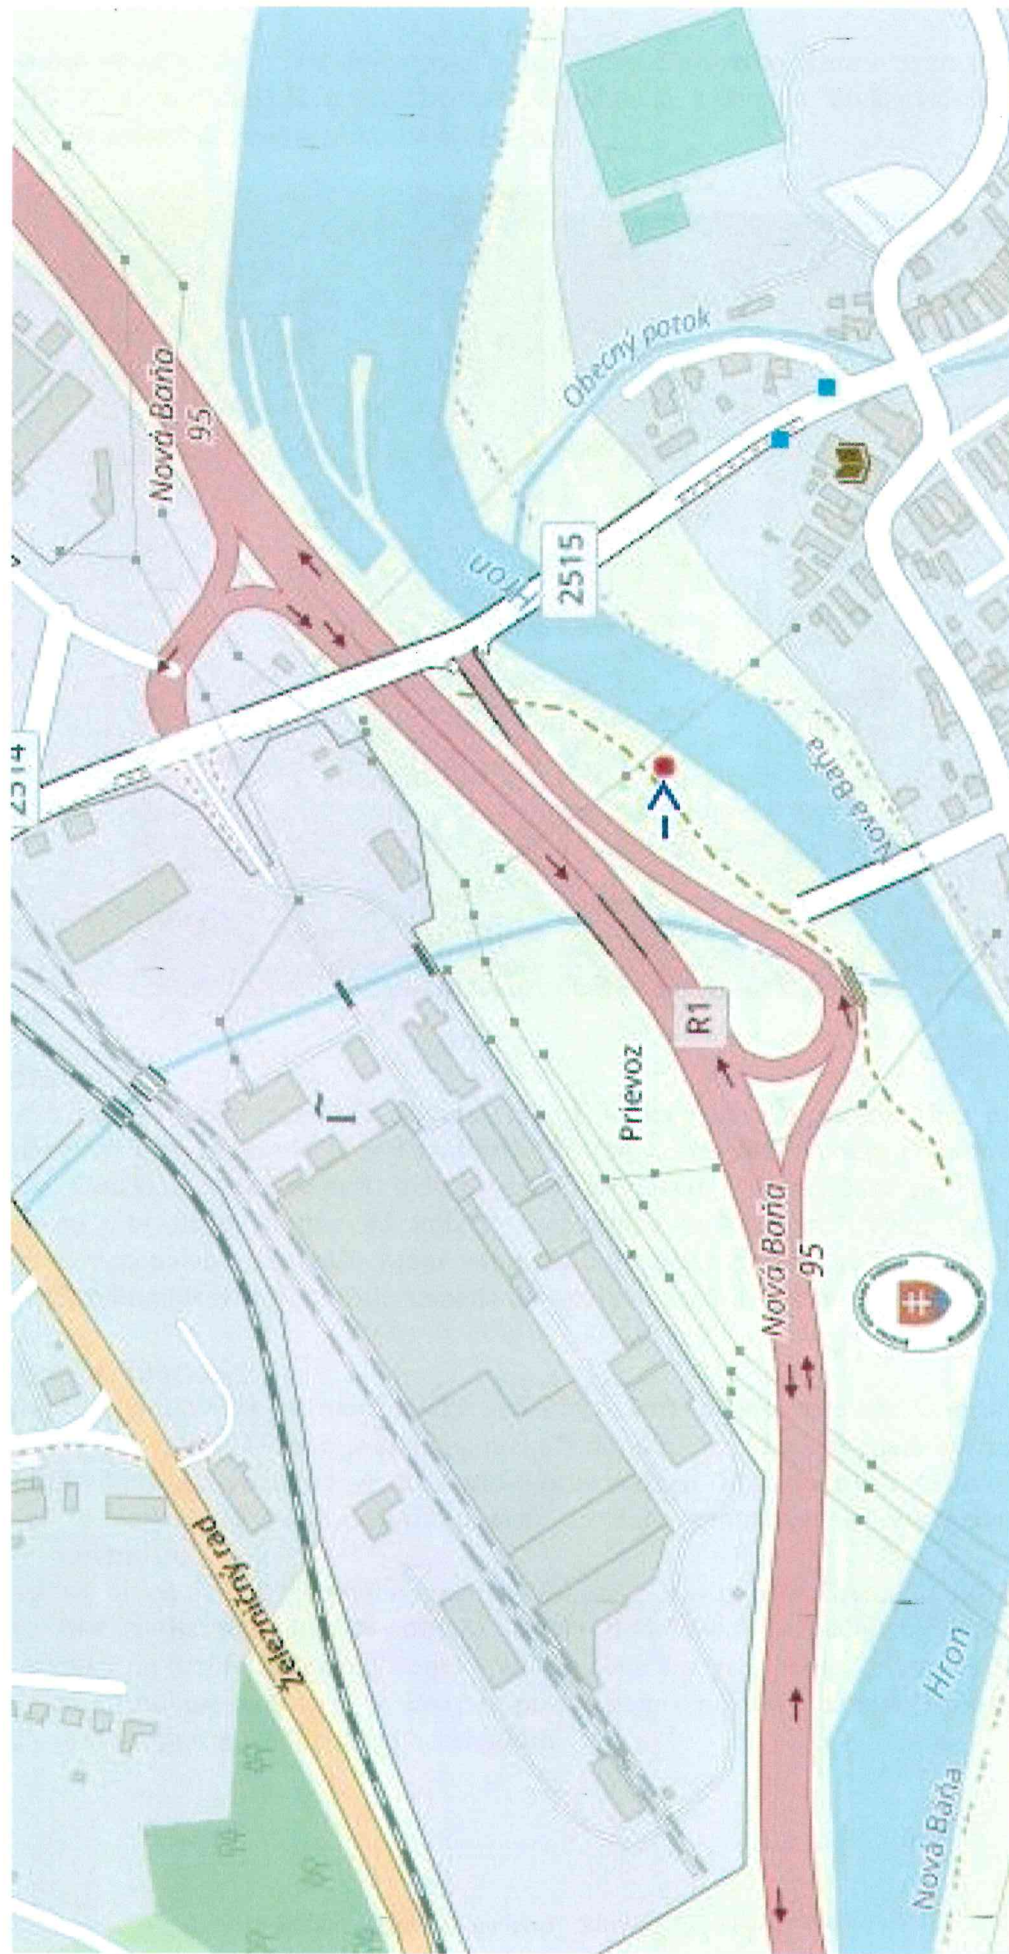 Nová Baňa
95
Obecný potok
2514
2515
Hron
Nová Baňa
R1
Prievoz
Nová Baňa
95
Železničný rad
Hron
Nová Baňa